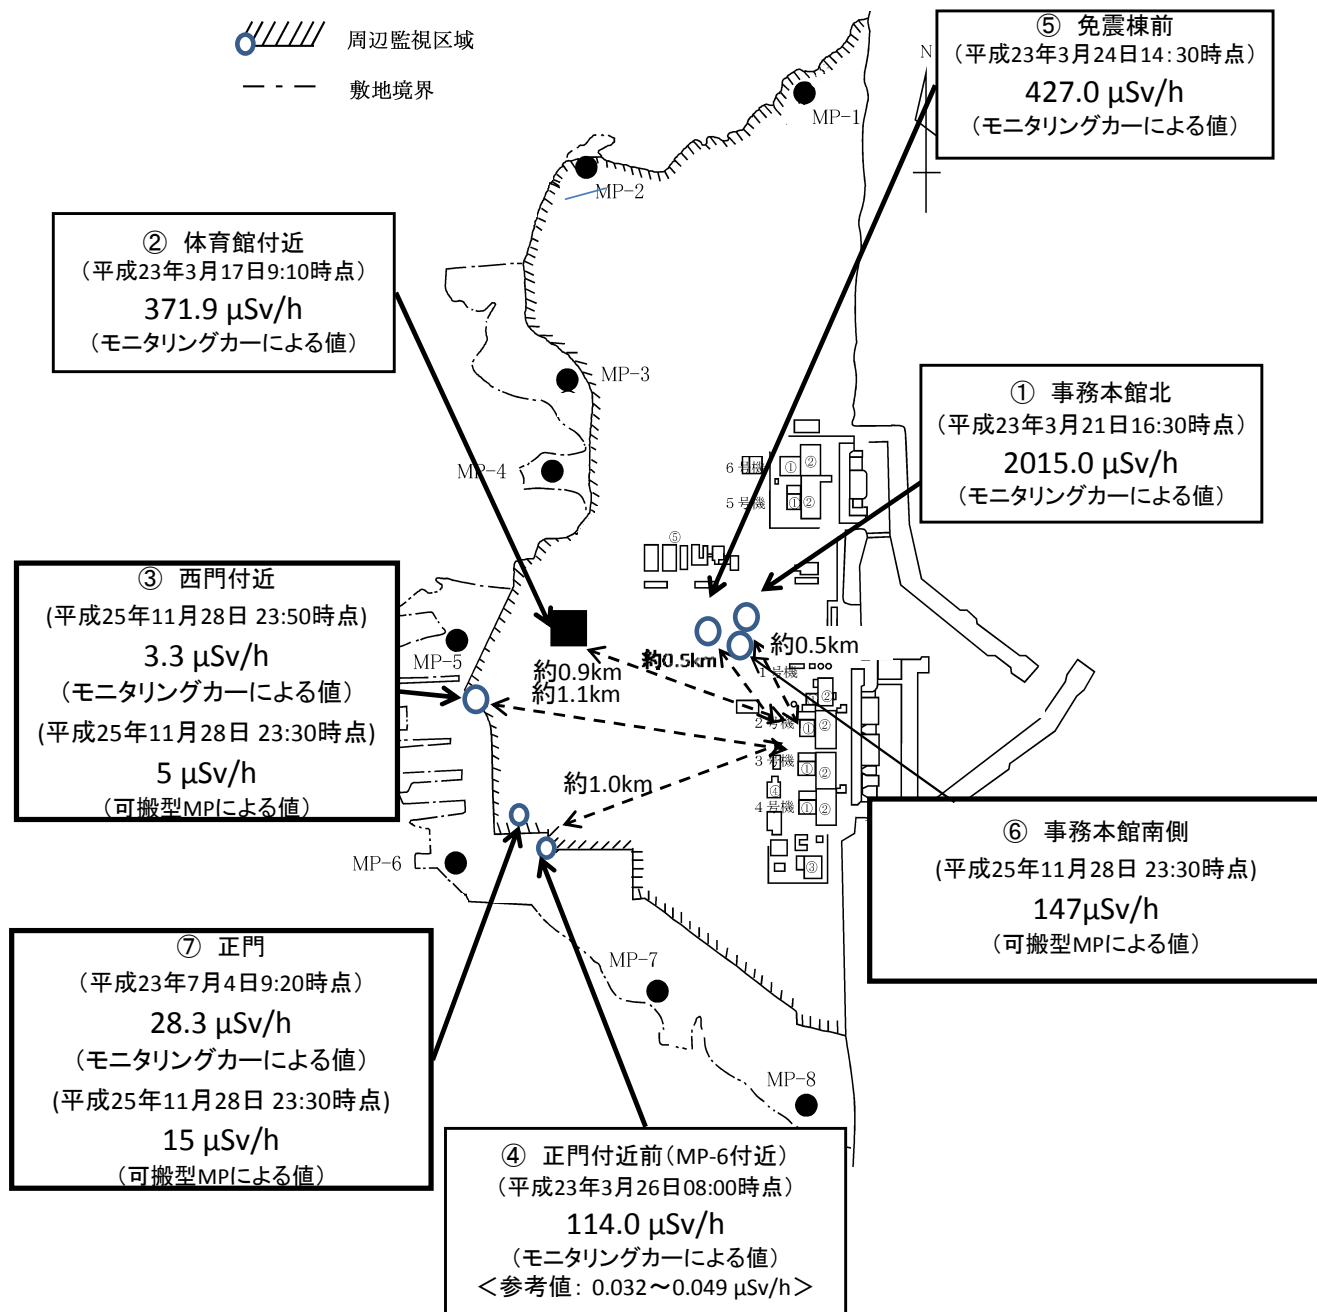 周辺監視区域
敷地境界
⑤ 免震棟前
（平成23年3月24日14:30時点）
427.0 μSv/h
（モニタリングカーによる値）
N
MP-1
MP-2
② 体育館付近
（平成23年3月17日9:10時点）
371.9 μSv/h
（モニタリングカーによる値）
MP-3
MP-4
① 事務本館北
（平成23年3月21日16:30時点）
2015.0 μSv/h
（モニタリングカーによる値）
6号機
① ②
5号機
① ②
⑤
③ 西門付近
(平成25年11月28日 23:50時点)
3.3 μSv/h
（モニタリングカーによる値）
(平成25年11月28日 23:30時点)
5 μSv/h
（可搬型MPによる値）
MP-5
約0.9km
約1.1km
約0.5km
約0.5km
1号機
②
2号機
① ②
3号機
① ②
約1.0km
④
4号機
① ②
③
MP-6
⑥ 事務本館南側
(平成25年11月28日 23:30時点)
147μSv/h
（可搬型MPによる値）
⑦ 正門
（平成23年7月4日9:20時点）
28.3 μSv/h
（モニタリングカーによる値）
(平成25年11月28日 23:30時点)
15 μSv/h
（可搬型MPによる値）
MP-7
MP-8
④ 正門付近前（MP-6付近）
（平成23年3月26日08:00時点）
114.0 μSv/h
（モニタリングカーによる値）
＜参考値: 0.032～0.049 μSv/h＞